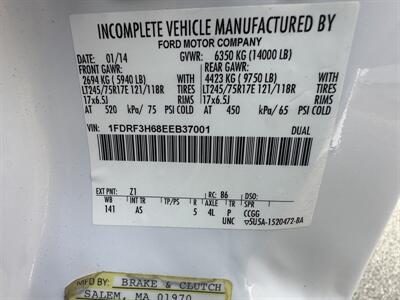 INCOMPLETE VEHICLE MANUFACTURED BY
FORD MOTOR COMPANY
DATE: 01/14 GVWR: 6350 KG (14000 LB)
FRONT GAWR: REAR GAWR:
2694 KG (5940 LB) 4423 KG (9750 LB)
LT245/75R17E 121/118R TIRES LT245/75R17E 121/118R TIRES
17x6.5J RIMS 17x6.5J RIMS
AT 520 kPa/ 75 PSI COLD AT 450 kPa/ 65 PSI COLD
VIN: 1FDRF3H68EEB37001 DUAL
EXT PNT: Z1 RC: 86 DSO:
WB INT TR TP/PS R AXLE TR SPR
141 AS 5 4L P CCGG
UNC 5U5A-1520472-BA
MFD BY: BRAKE & CLUTCH
SALEM, MA 01970